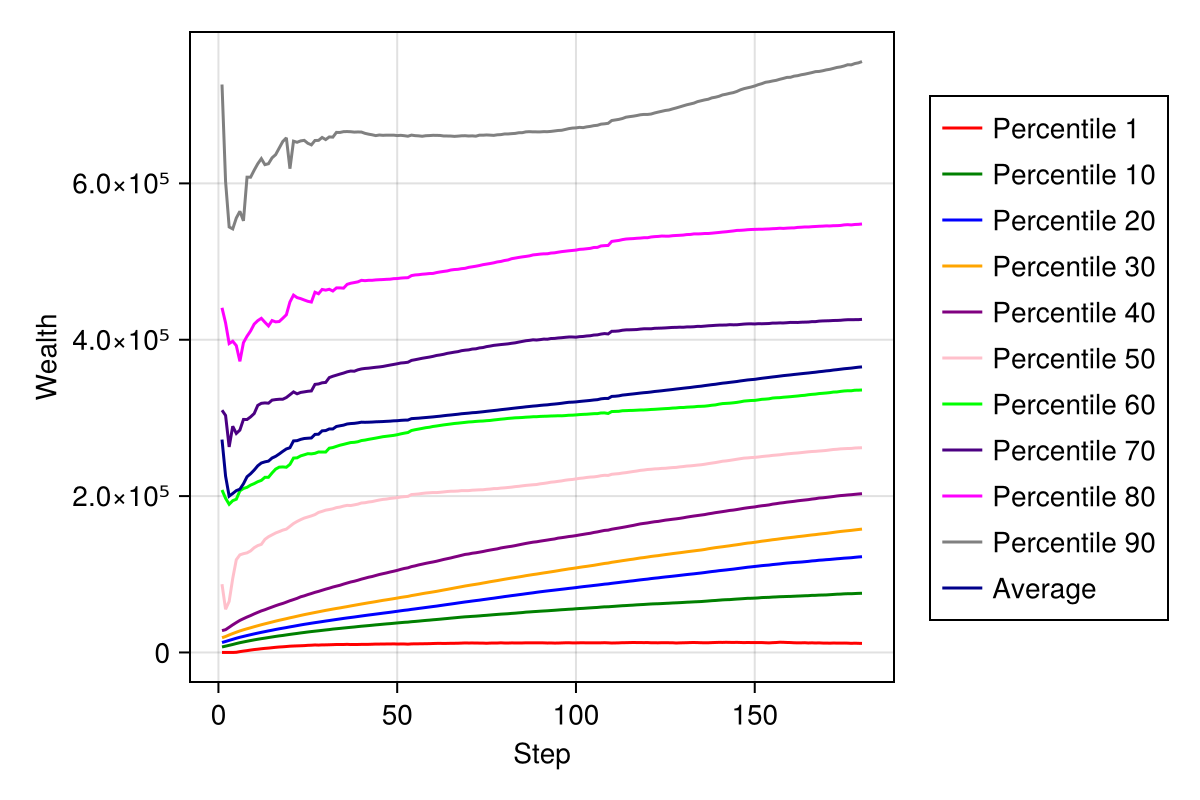 6.0×10⁵
4.0×10⁵
2.0×10⁵
0
Wealth
0 50 100 150
Step
Percentile 1
Percentile 10
Percentile 20
Percentile 30
Percentile 40
Percentile 50
Percentile 60
Percentile 70
Percentile 80
Percentile 90
Average